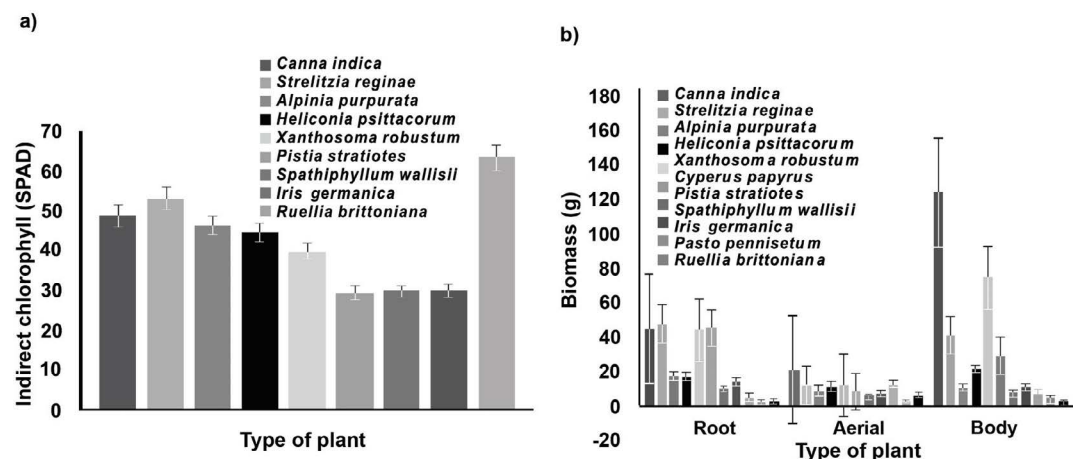 a)
Indirect chlorophyll (SPAD)
70
60
50
40
30
20
10
0
Canna indica
Strelitzia reginae
Alpinia purpurata
Heliconia psittacorum
Xanthosoma robustum
Pistia stratiotes
Spathiphyllum wallisii
Iris germanica
Ruellia brittoniana
Type of plant
b)
Biomass (g)
180
160
140
120
100
80
60
40
20
0
-20
Canna indica
Strelitzia reginae
Alpinia purpurata
Heliconia psittacorum
Xanthosoma robustum
Cyperus papyrus
Pistia stratiotes
Spathiphyllum wallisii
Iris germanica
Pasto pennisetum
Ruellia brittoniana
Root Aerial Body
Type of plant